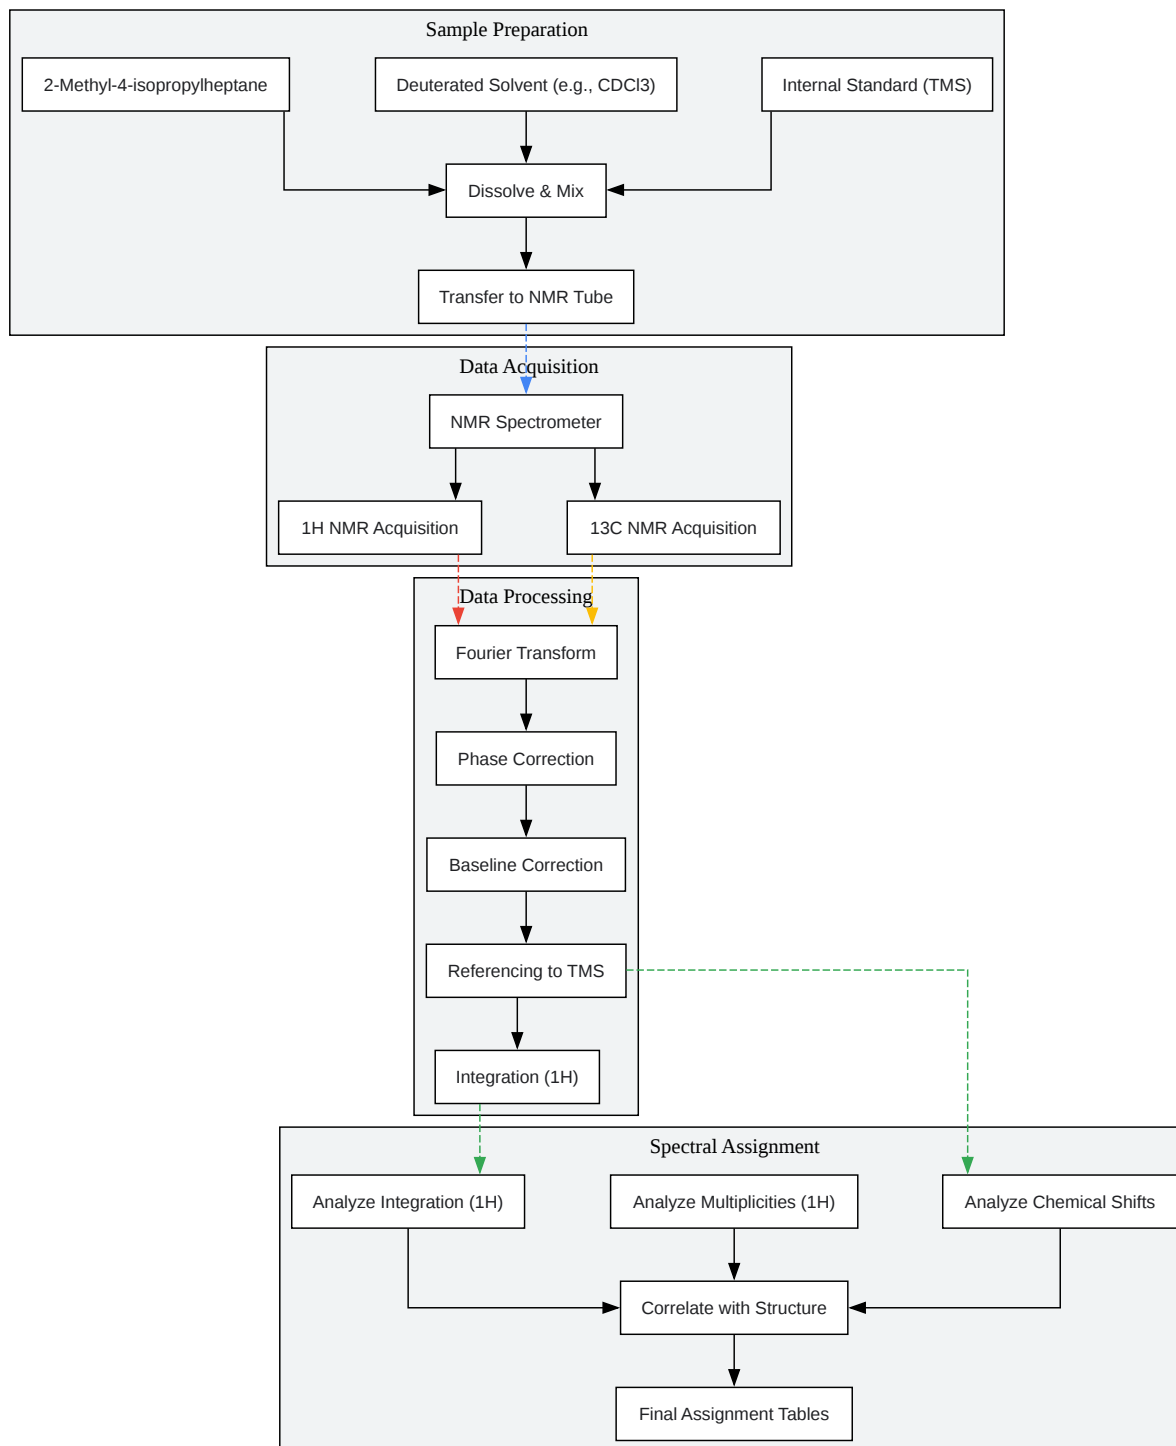 Sample Preparation
2-Methyl-4-isopropylheptane
Deuterated Solvent (e.g., CDCl3)
Internal Standard (TMS)
Dissolve & Mix
Transfer to NMR Tube
Data Acquisition
NMR Spectrometer
1H NMR Acquisition
13C NMR Acquisition
Data Processing
Fourier Transform
Phase Correction
Baseline Correction
Referencing to TMS
Integration (1H)
Spectral Assignment
Analyze Integration (1H)
Analyze Multiplicities (1H)
Analyze Chemical Shifts
Correlate with Structure
Final Assignment Tables